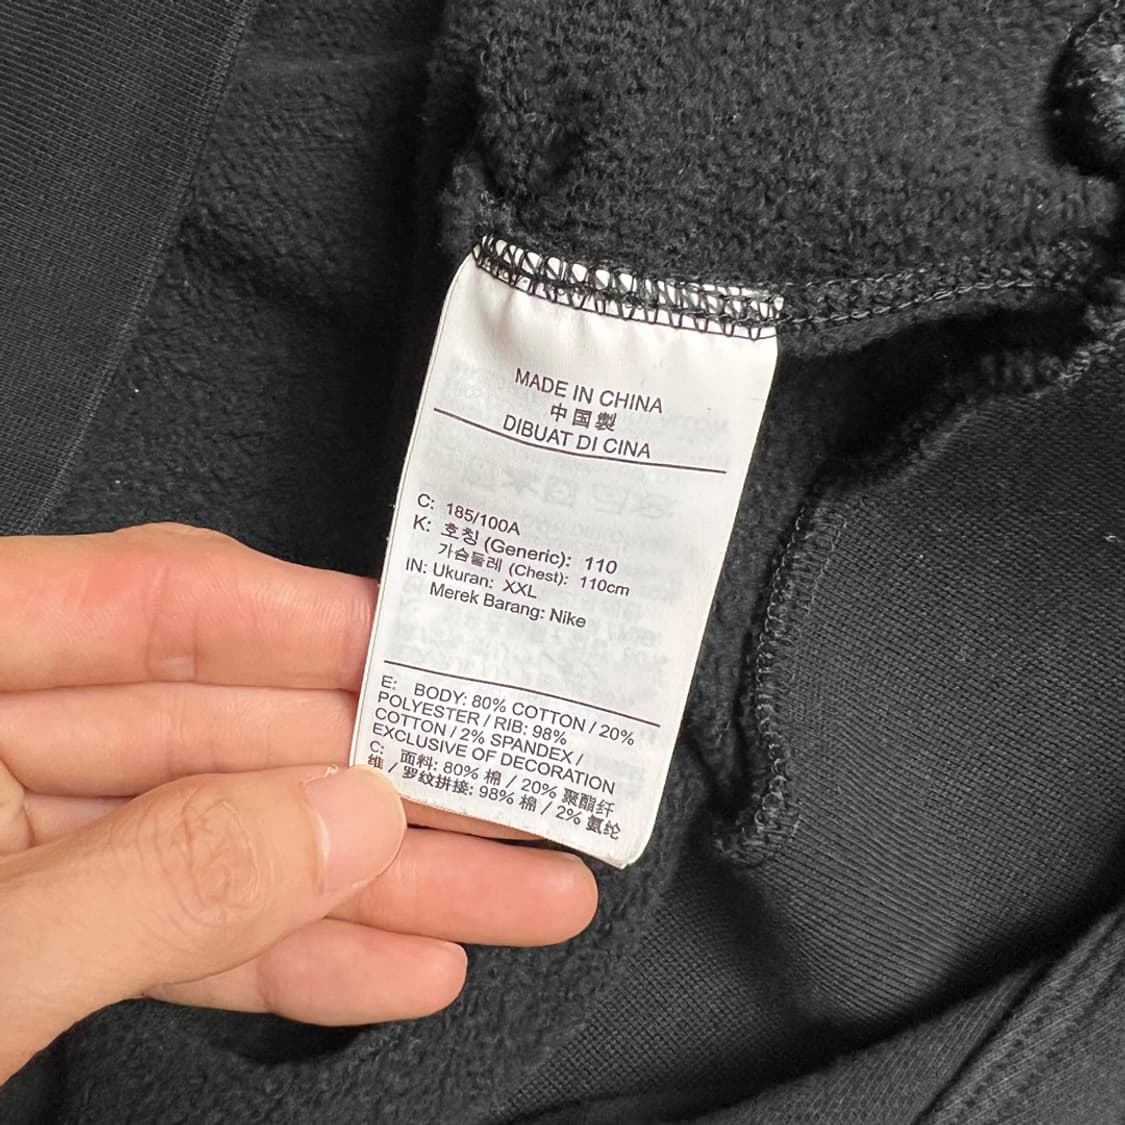 MADE IN CHINA
中国製
DIBUAT DI CINA
C: 185/100A
K: 호칭 (Generic): 110
가슴둘레 (Chest): 110cm
IN: Ukuran: XXL
Merek Barang: Nike
E: BODY: 80% COTTON / 20%
POLYESTER / RIB: 98%
COTTON / 2% SPANDEX /
EXCLUSIVE OF DECORATION
C: 面料: 80% 棉 / 20% 聚酯纤
维 / 罗纹拼接: 98% 棉 / 2% 氨纶